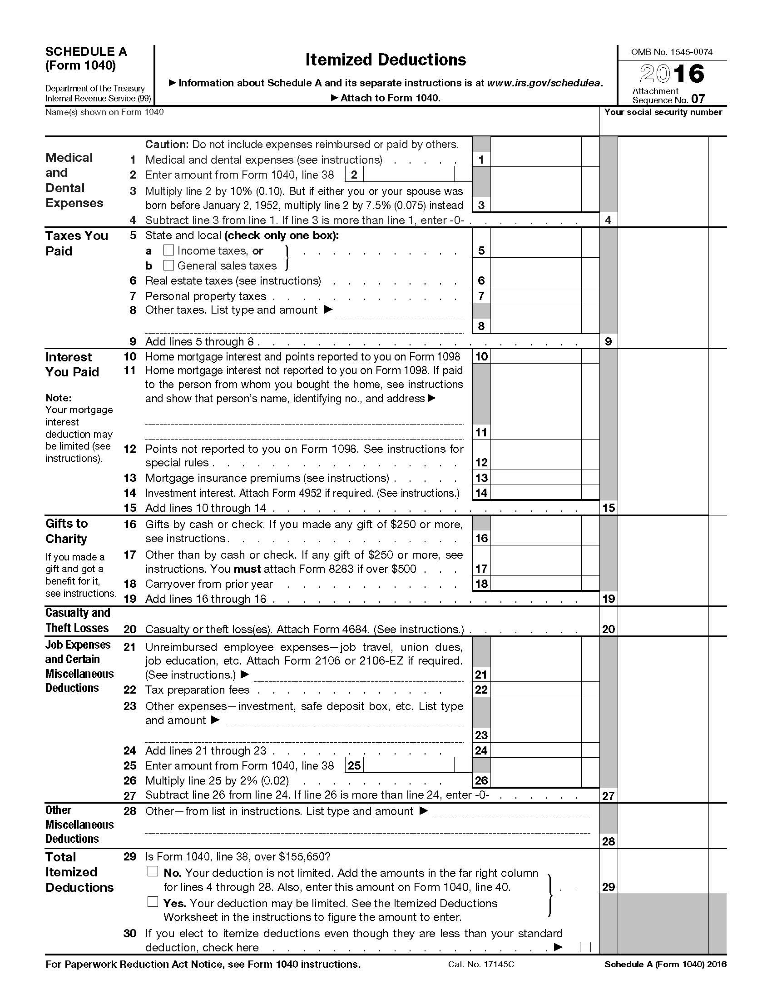 SCHEDULE A
(Form 1040)
Department of the Treasury
Internal Revenue Service (99)
Itemized Deductions
▶ Information about Schedule A and its separate instructions is at www.irs.gov/schedulea.
▶ Attach to Form 1040.
OMB No. 1545-0074
2016
Attachment
Sequence No. 07
Name(s) shown on Form 1040
Your social security number
Medical
and
Dental
Expenses
Caution: Do not include expenses reimbursed or paid by others.
1 Medical and dental expenses (see instructions) . . . . . 1
2 Enter amount from Form 1040, line 38 2
3 Multiply line 2 by 10% (0.10). But if either you or your spouse was
born before January 2, 1952, multiply line 2 by 7.5% (0.075) instead 3
4 Subtract line 3 from line 1. If line 3 is more than line 1, enter -0- . . . . . . . . 4
Taxes You
Paid
5 State and local (check only one box):
a Income taxes, or . . . . . . . . . . . 5
b General sales taxes
6 Real estate taxes (see instructions) . . . . . . . . . 6
7 Personal property taxes . . . . . . . . . . . . . 7
8 Other taxes. List type and amount ▶
8
9 Add lines 5 through 8 . . . . . . . . . . . . . . . . . . . . . . 9
Interest
You Paid
Note:
Your mortgage
interest
deduction may
be limited (see
instructions).
10 Home mortgage interest and points reported to you on Form 1098 10
11 Home mortgage interest not reported to you on Form 1098. If paid
to the person from whom you bought the home, see instructions
and show that person's name, identifying no., and address ▶
11
12 Points not reported to you on Form 1098. See instructions for
special rules . . . . . . . . . . . . . . . . . 12
13 Mortgage insurance premiums (see instructions) . . . . . 13
14 Investment interest. Attach Form 4952 if required. (See instructions.) 14
15 Add lines 10 through 14 . . . . . . . . . . . . . . . . . . . . . 15
Gifts to
Charity
If you made a
gift and got a
benefit for it,
see instructions.
16 Gifts by cash or check. If you made any gift of $250 or more,
see instructions. . . . . . . . . . . . . . . . 16
17 Other than by cash or check. If any gift of $250 or more, see
instructions. You must attach Form 8283 if over $500 . . . 17
18 Carryover from prior year . . . . . . . . . . . . 18
19 Add lines 16 through 18 . . . . . . . . . . . . . . . . . . . . . 19
Casualty and
Theft Losses
20 Casualty or theft loss(es). Attach Form 4684. (See instructions.) . . . . . . . . 20
Job Expenses
and Certain
Miscellaneous
Deductions
21 Unreimbursed employee expenses—job travel, union dues,
job education, etc. Attach Form 2106 or 2106-EZ if required.
(See instructions.) ▶ 21
22 Tax preparation fees . . . . . . . . . . . . . 22
23 Other expenses—investment, safe deposit box, etc. List type
and amount ▶
23
24 Add lines 21 through 23 . . . . . . . . . . . . 24
25 Enter amount from Form 1040, line 38 25
26 Multiply line 25 by 2% (0.02) . . . . . . . . . . 26
27 Subtract line 26 from line 24. If line 26 is more than line 24, enter -0- . . . . . . 27
Other
Miscellaneous
Deductions
28 Other—from list in instructions. List type and amount ▶
28
Total
Itemized
Deductions
29 Is Form 1040, line 38, over $155,650?
No. Your deduction is not limited. Add the amounts in the far right column
for lines 4 through 28. Also, enter this amount on Form 1040, line 40. . . 29
Yes. Your deduction may be limited. See the Itemized Deductions
Worksheet in the instructions to figure the amount to enter.
30 If you elect to itemize deductions even though they are less than your standard
deduction, check here . . . . . . . . . . . . . . . . . . . ▶
For Paperwork Reduction Act Notice, see Form 1040 instructions.
Cat. No. 17145C
Schedule A (Form 1040) 2016